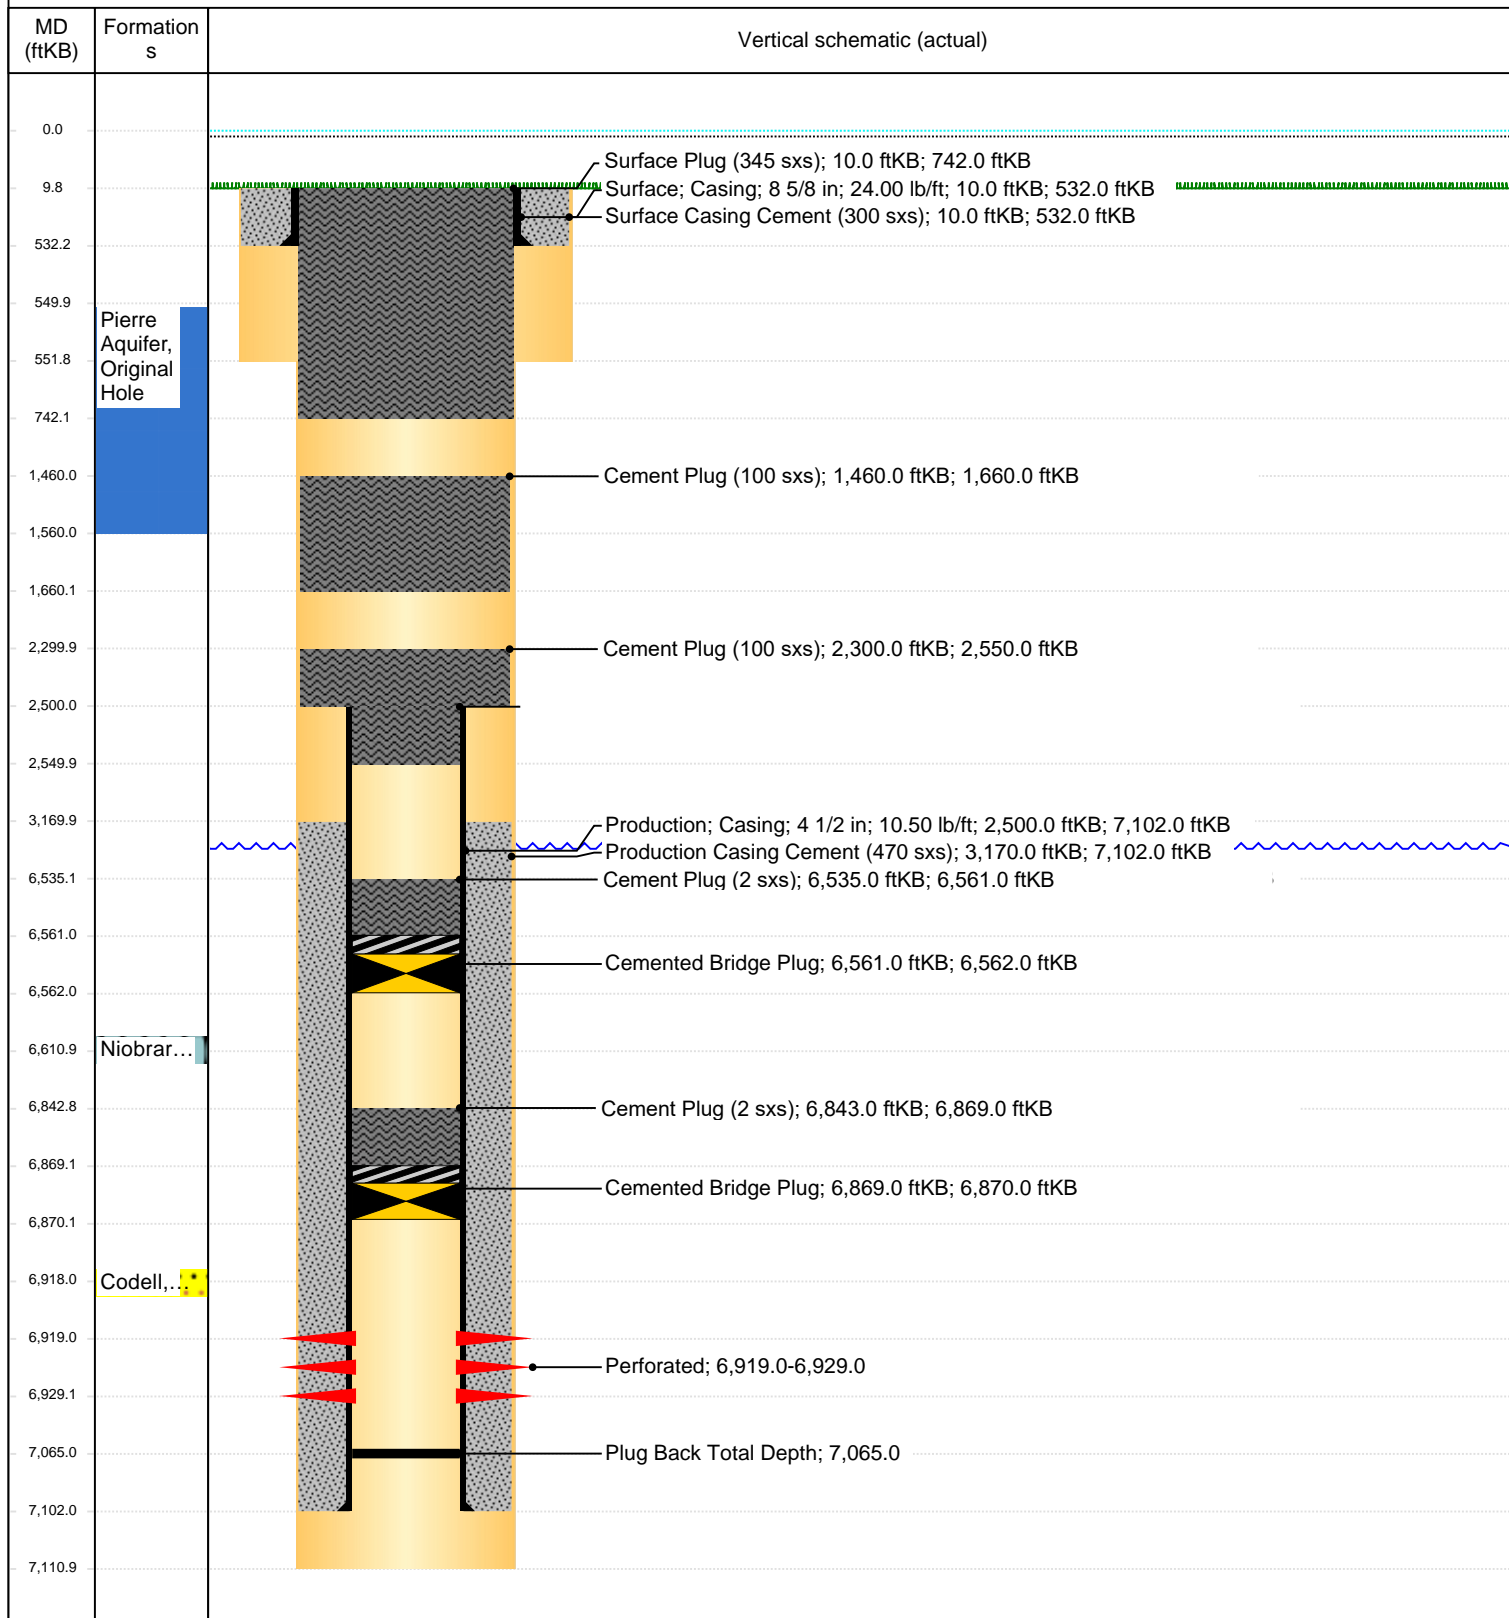 MD
(ftKB)
Formation
s
Vertical schematic (actual)
0.0
Surface Plug (345 sxs); 10.0 ftKB; 742.0 ftKB
9.8
Surface; Casing; 8 5/8 in; 24.00 lb/ft; 10.0 ftKB; 532.0 ftKB
Surface Casing Cement (300 sxs); 10.0 ftKB; 532.0 ftKB
532.2
549.9
Pierre
Aquifer,
Original
Hole
551.8
742.1
1,460.0
Cement Plug (100 sxs); 1,460.0 ftKB; 1,660.0 ftKB
1,560.0
1,660.1
2,299.9
Cement Plug (100 sxs); 2,300.0 ftKB; 2,550.0 ftKB
2,500.0
2,549.9
3,169.9
Production; Casing; 4 1/2 in; 10.50 lb/ft; 2,500.0 ftKB; 7,102.0 ftKB
Production Casing Cement (470 sxs); 3,170.0 ftKB; 7,102.0 ftKB
6,535.1
Cement Plug (2 sxs); 6,535.0 ftKB; 6,561.0 ftKB
6,561.0
Cemented Bridge Plug; 6,561.0 ftKB; 6,562.0 ftKB
6,562.0
Niobrar...
6,610.9
6,842.8
Cement Plug (2 sxs); 6,843.0 ftKB; 6,869.0 ftKB
6,869.1
Cemented Bridge Plug; 6,869.0 ftKB; 6,870.0 ftKB
6,870.1
6,918.0
Codell,...
6,919.0
Perforated; 6,919.0-6,929.0
6,929.1
7,065.0
Plug Back Total Depth; 7,065.0
7,102.0
7,110.9